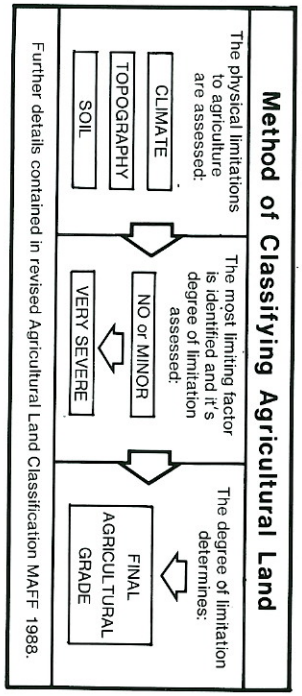 Method of Classifying Agricultural Land
The physical limitations
to agriculture
are assessed:
CLIMATE
TOPOGRAPHY
SOIL
The most limiting factor
is identified and it's
degree of limitation
assessed:
NO or MINOR
VERY SEVERE
The degree of limitation
determines:
FINAL
AGRICULTURAL
GRADE
Further details contained in revised Agricultural Land Classification MAFF 1988.